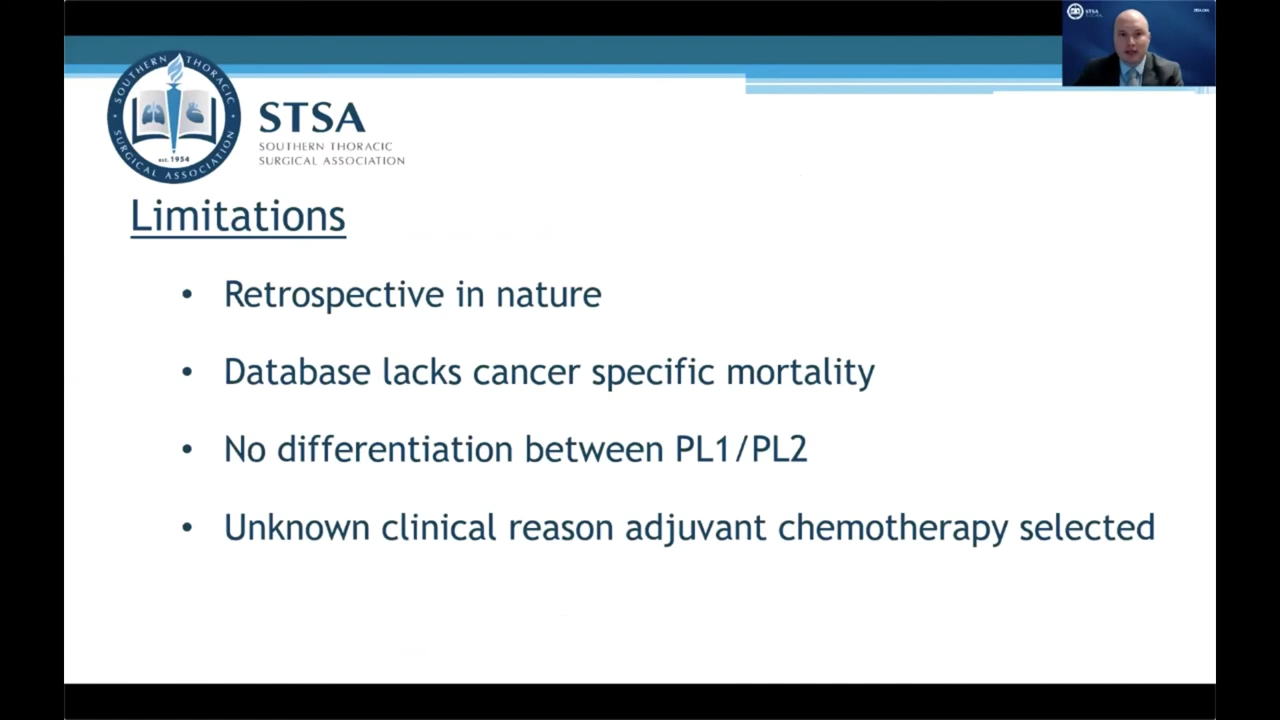 SOUTHERN THORACIC
SURGICAL ASSOCIATION
est. 1954
STSA
SOUTHERN THORACIC
SURGICAL ASSOCIATION
STSA
Limitations
• Retrospective in nature
• Database lacks cancer specific mortality
• No differentiation between PL1/PL2
• Unknown clinical reason adjuvant chemotherapy selected